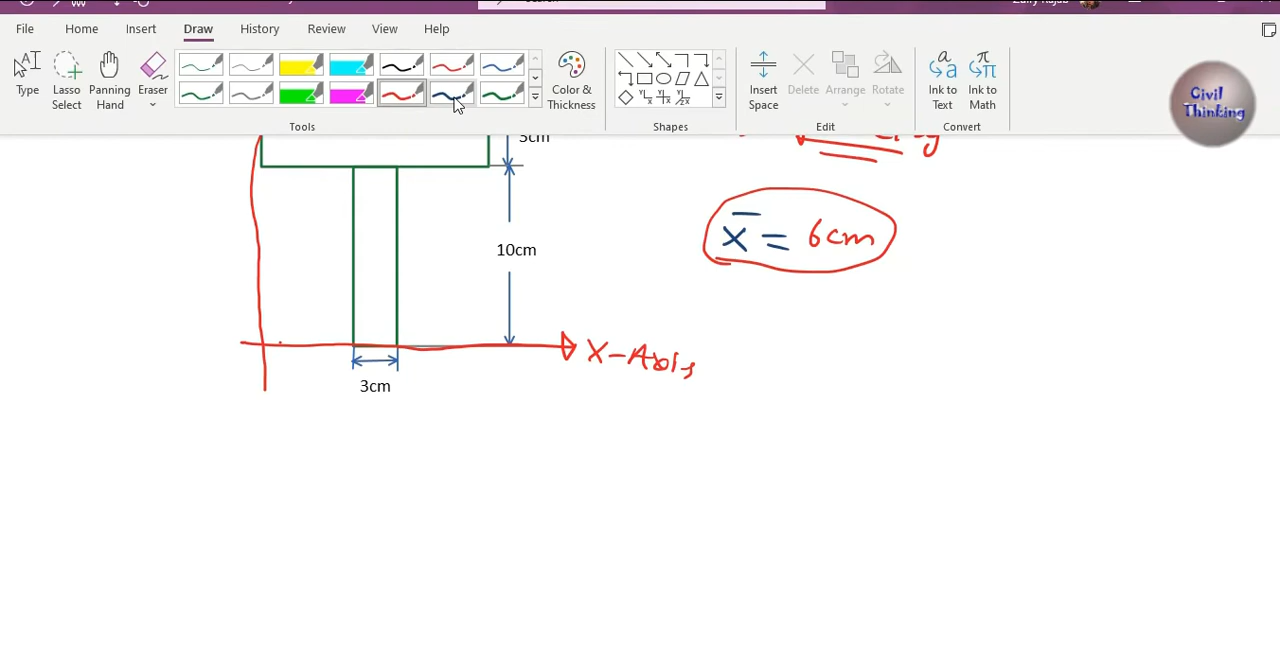 File Home Insert Draw History Review View Help
Type Lasso Select Panning Hand Eraser Color & Thickness Insert Space Delete Arrange Rotate Ink to Text Ink to Math
Tools Shapes Edit Convert
Civil Thinking
3cm
10cm
x̄ = 6cm
X-Axis
3cm